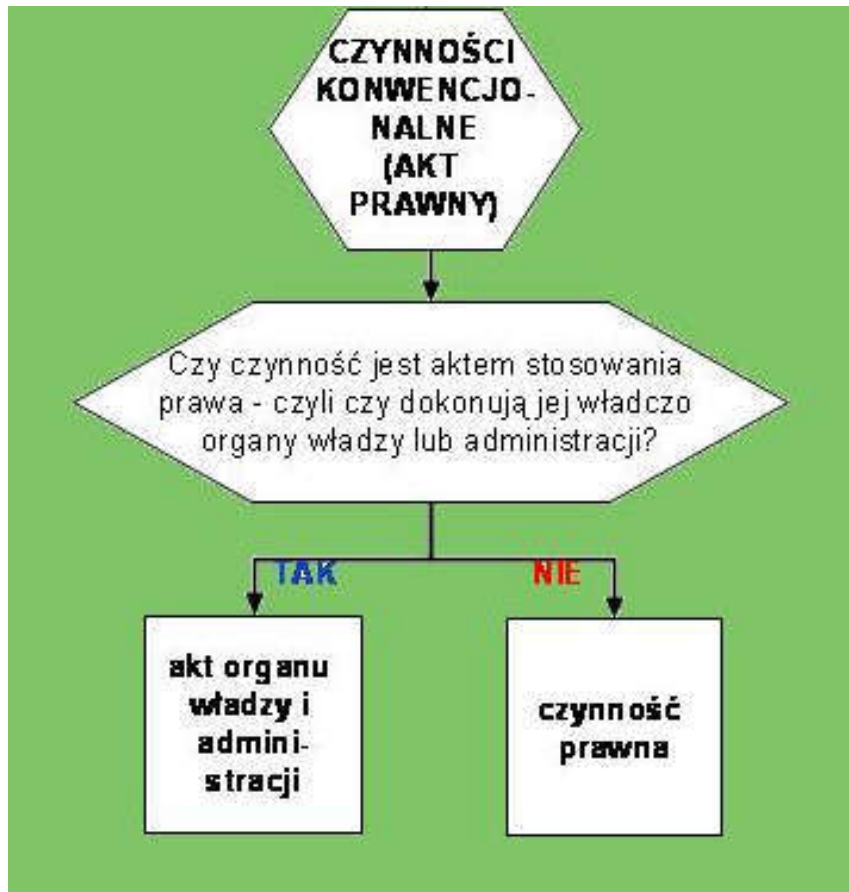 CZYNNOŚCI
KONWENCJO-
NALNE
(AKT
PRAWNY)
Czy czynność jest aktem stosowania
prawa - czyli czy dokonują jej władczo
organy władzy lub administracji?
TAK
NIE
akt organu
władzy i
admini-
stracji
czynność
prawna